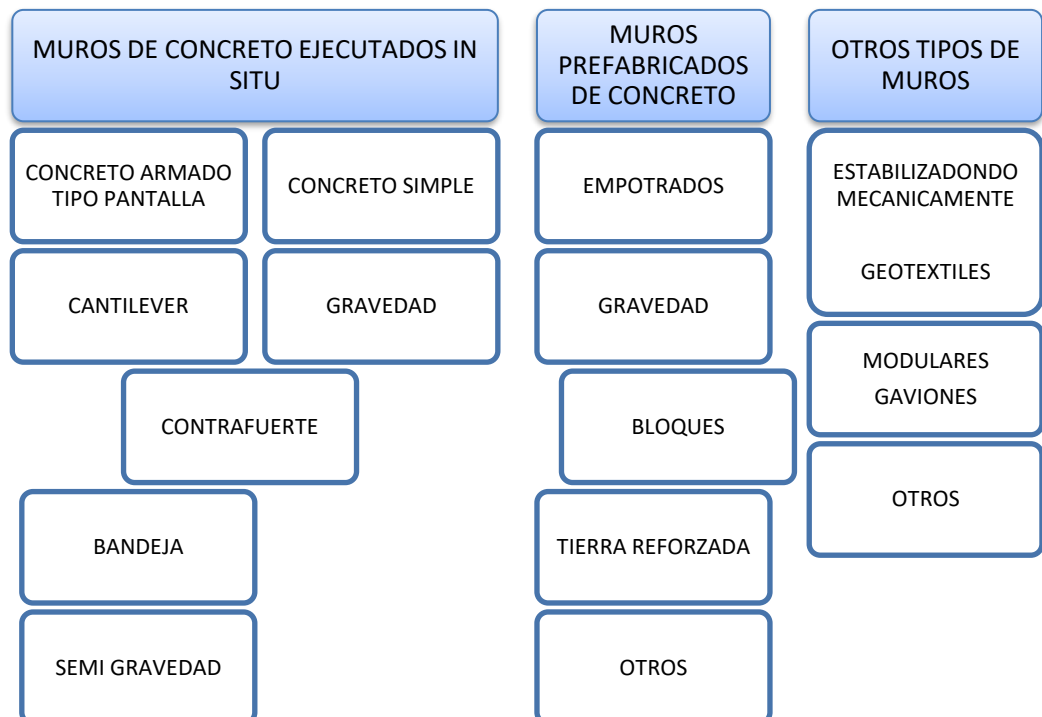 MUROS DE CONCRETO EJECUTADOS IN
SITU
CONCRETO ARMADO
TIPO PANTALLA
CONCRETO SIMPLE
CANTILEVER
GRAVEDAD
CONTRAFUERTE
BANDEJA
SEMI GRAVEDAD
MUROS
PREFABRICADOS
DE CONCRETO
EMPOTRADOS
GRAVEDAD
BLOQUES
TIERRA REFORZADA
OTROS
OTROS TIPOS DE
MUROS
ESTABILIZADONDO
MECANICAMENTE
GEOTEXTILES
MODULARES
GAVIONES
OTROS